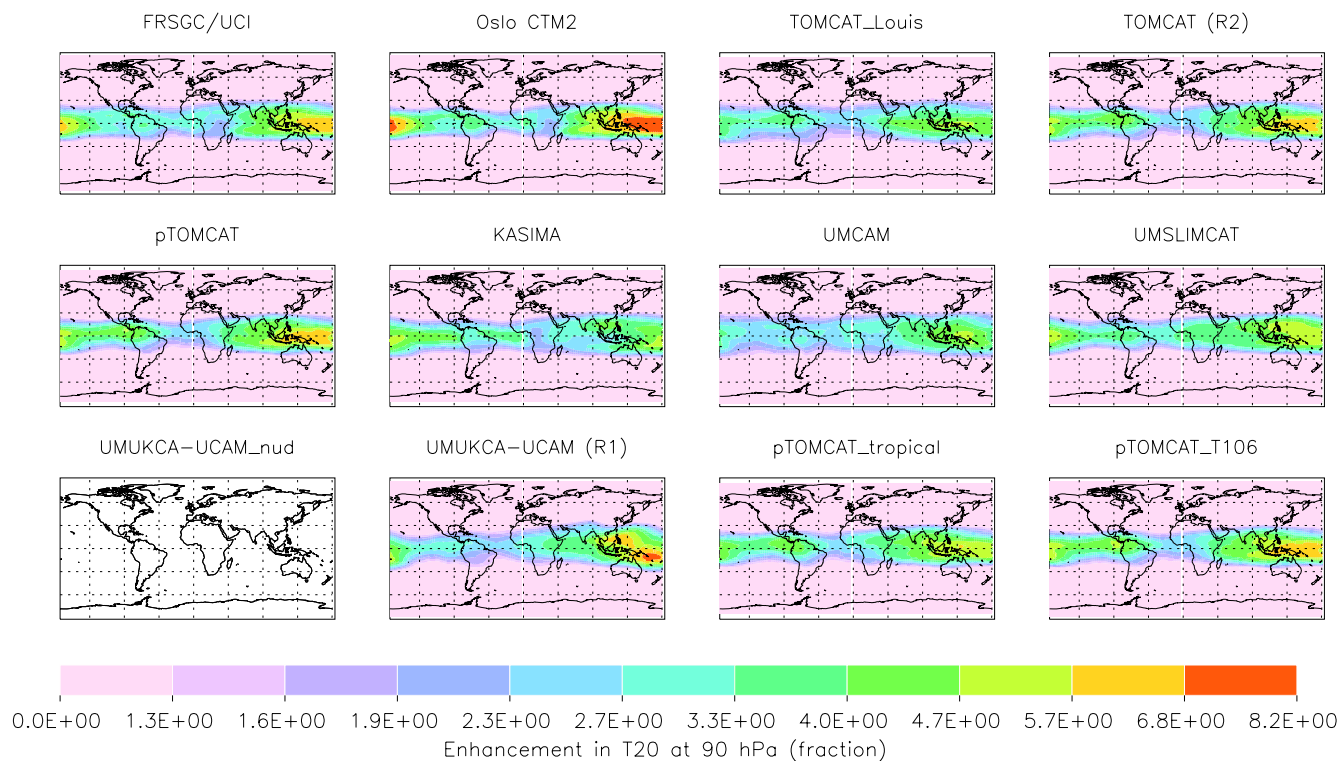 FRSGC/UCI Oslo CTM2 TOMCAT_Louis TOMCAT (R2)
pTOMCAT KASIMA UMCAM UMSLIMCAT
UMUKCA-UCAM_nud UMUKCA-UCAM (R1) pTOMCAT_tropical pTOMCAT_T106
0.0E+00 1.3E+00 1.6E+00 1.9E+00 2.3E+00 2.7E+00 3.3E+00 4.0E+00 4.7E+00 5.7E+00 6.8E+00 8.2E+00
Enhancement in T20 at 90 hPa (fraction)